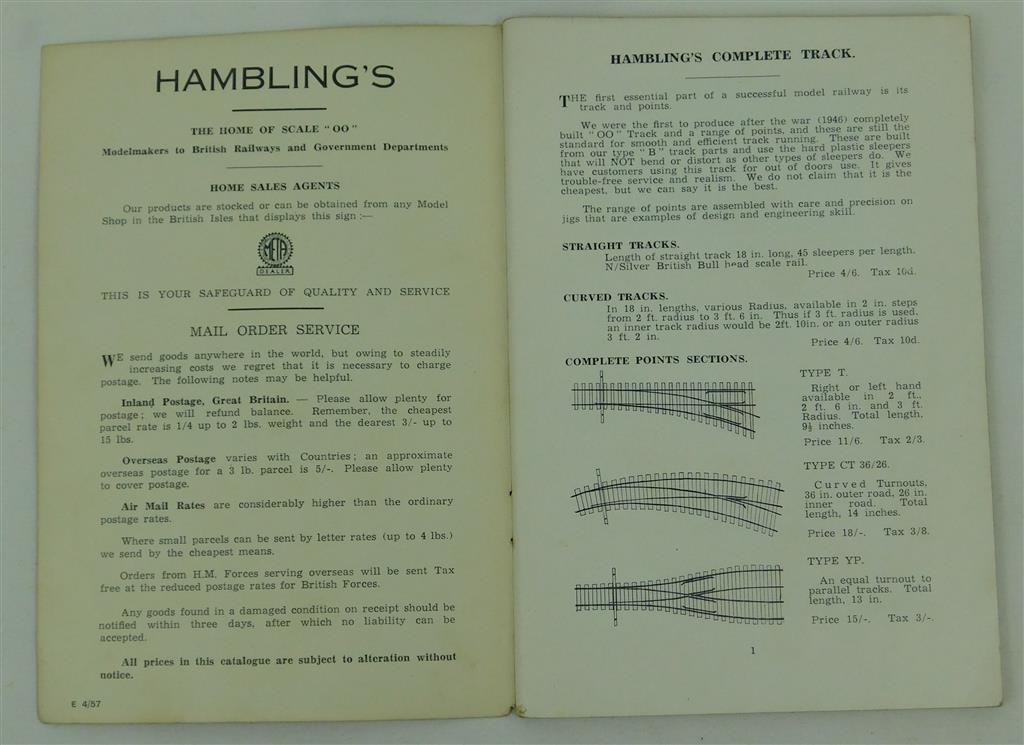 HAMBLING'S
THE HOME OF SCALE "OO"
Modelmakers to British Railways and Government Departments
HOME SALES AGENTS
Our products are stocked or can be obtained from any Model
Shop in the British Isles that displays this sign :—
META
DEALER
THIS IS YOUR SAFEGUARD OF QUALITY AND SERVICE
MAIL ORDER SERVICE
WE send goods anywhere in the world, but owing to steadily
increasing costs we regret that it is necessary to charge
postage. The following notes may be helpful.
Inland Postage, Great Britain. — Please allow plenty for
postage; we will refund balance. Remember, the cheapest
parcel rate is 1/4 up to 2 lbs. weight and the dearest 3/- up to
15 lbs.
Overseas Postage varies with Countries; an approximate
overseas postage for a 3 lb. parcel is 5/-. Please allow plenty
to cover postage.
Air Mail Rates are considerably higher than the ordinary
postage rates.
Where small parcels can be sent by letter rates (up to 4 lbs.)
we send by the cheapest means.
Orders from H.M. Forces serving overseas will be sent Tax
free at the reduced postage rates for British Forces.
Any goods found in a damaged condition on receipt should be
notified within three days, after which no liability can be
accepted.
All prices in this catalogue are subject to alteration without
notice.
E 4/57
HAMBLING'S COMPLETE TRACK.
THE first essential part of a successful model railway is its
track and points.
We were the first to produce after the war (1946) completely
built "OO" Track and a range of points, and these are still the
standard for smooth and efficient track running. These are built
from our type "B" track parts and use the hard plastic sleepers
that will NOT bend or distort as other types of sleepers do. We
have customers using this track for out of doors use. It gives
trouble-free service and realism. We do not claim that it is the
cheapest, but we can say it is the best.
The range of points are assembled with care and precision on
jigs that are examples of design and engineering skill.
STRAIGHT TRACKS.
Length of straight track 18 in. long, 45 sleepers per length.
N/Silver British Bull head scale rail.
Price 4/6. Tax 10d.
CURVED TRACKS.
In 18 in. lengths, various Radius, available in 2 in. steps
from 2 ft. radius to 3 ft. 6 in. Thus if 3 ft. radius is used,
an inner track radius would be 2ft. 10in. or an outer radius
3 ft. 2 in.
Price 4/6. Tax 10d.
COMPLETE POINTS SECTIONS.
TYPE T.
Right or left hand
available in 2 ft.,
2 ft. 6 in. and 3 ft.
Radius. Total length,
9½ inches.
Price 11/6. Tax 2/3.
TYPE CT 36/26.
Curved Turnouts,
36 in. outer road, 26 in.
inner road. Total
length, 14 inches.
Price 18/-. Tax 3/8.
TYPE YP.
An equal turnout to
parallel tracks. Total
length, 13 in.
Price 15/-. Tax 3/-.
1